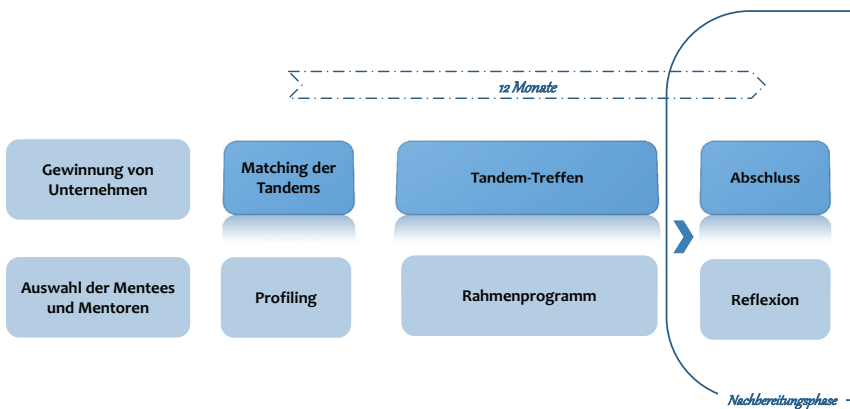 12 Monate
Gewinnung von
Unternehmen
Matching der
Tandems
Tandem-Treffen
Abschluss
Auswahl der Mentees
und Mentoren
Profiling
Rahmenprogramm
Reflexion
Nachbereitungsphase